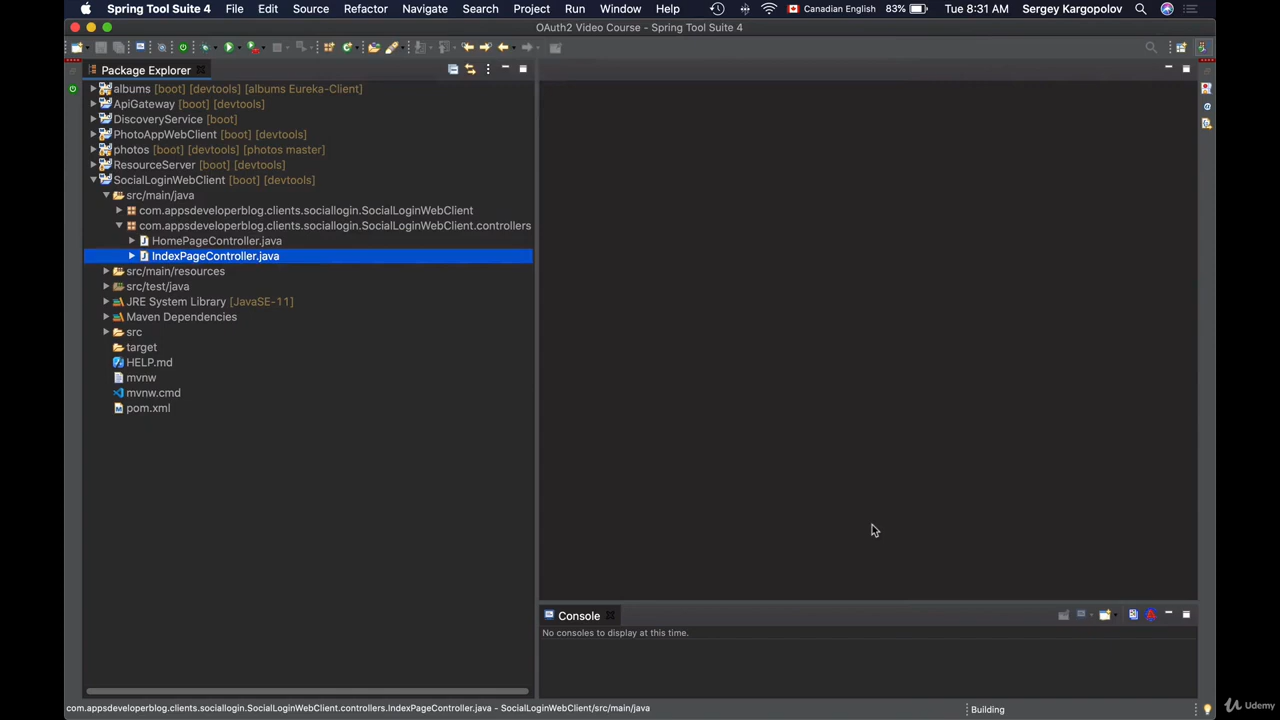 Spring Tool Suite 4 File Edit Source Refactor Navigate Search Project Run Window Help Canadian English 83% Tue 8:31 AM Sergey Kargopolov
OAuth2 Video Course - Spring Tool Suite 4
Package Explorer
albums [boot] [devtools] [albums Eureka-Client]
ApiGateway [boot] [devtools]
DiscoveryService [boot]
PhotoAppWebClient [boot] [devtools]
photos [boot] [devtools] [photos master]
ResourceServer [boot] [devtools]
SocialLoginWebClient [boot] [devtools]
src/main/java
com.appsdeveloperblog.clients.sociallogin.SocialLoginWebClient
com.appsdeveloperblog.clients.sociallogin.SocialLoginWebClient.controllers
HomePageController.java
IndexPageController.java
src/main/resources
src/test/java
JRE System Library [JavaSE-11]
Maven Dependencies
src
target
HELP.md
mvnw
mvnw.cmd
pom.xml
Console
No consoles to display at this time.
com.appsdeveloperblog.clients.sociallogin.SocialLoginWebClient.controllers.IndexPageController.java - SocialLoginWebClient/src/main/java
Building
Udemy